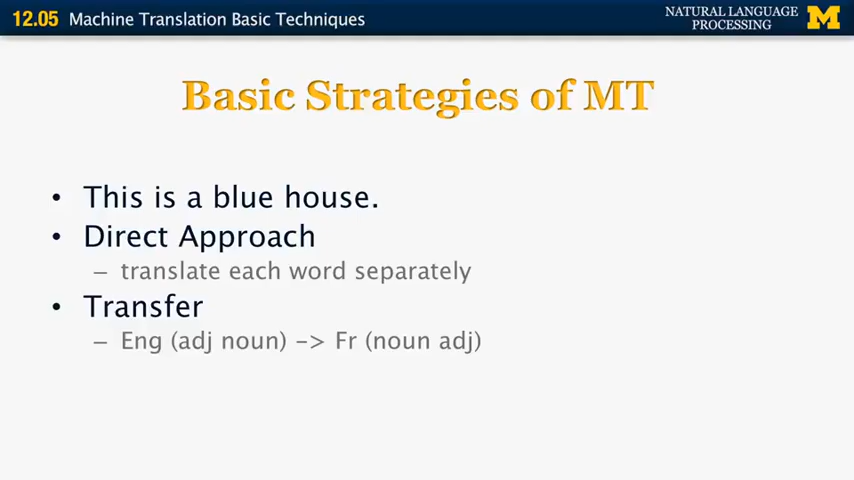 12.05 Machine Translation Basic Techniques
NATURAL LANGUAGE
PROCESSING
M
Basic Strategies of MT
• This is a blue house.
• Direct Approach
– translate each word separately
• Transfer
– Eng (adj noun) -> Fr (noun adj)